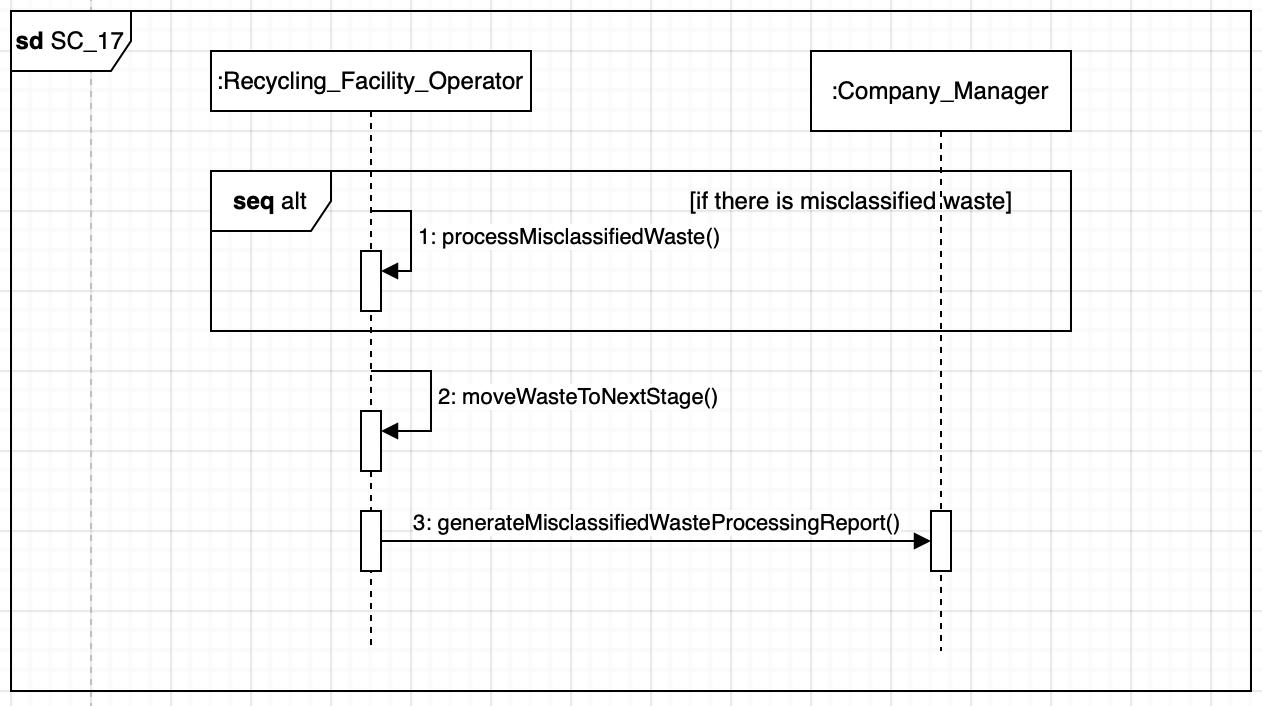 sd SC_17
:Recycling_Facility_Operator
:Company_Manager
seq alt
[if there is misclassified waste]
1: processMisclassifiedWaste()
2: moveWasteToNextStage()
3: generateMisclassifiedWasteProcessingReport()